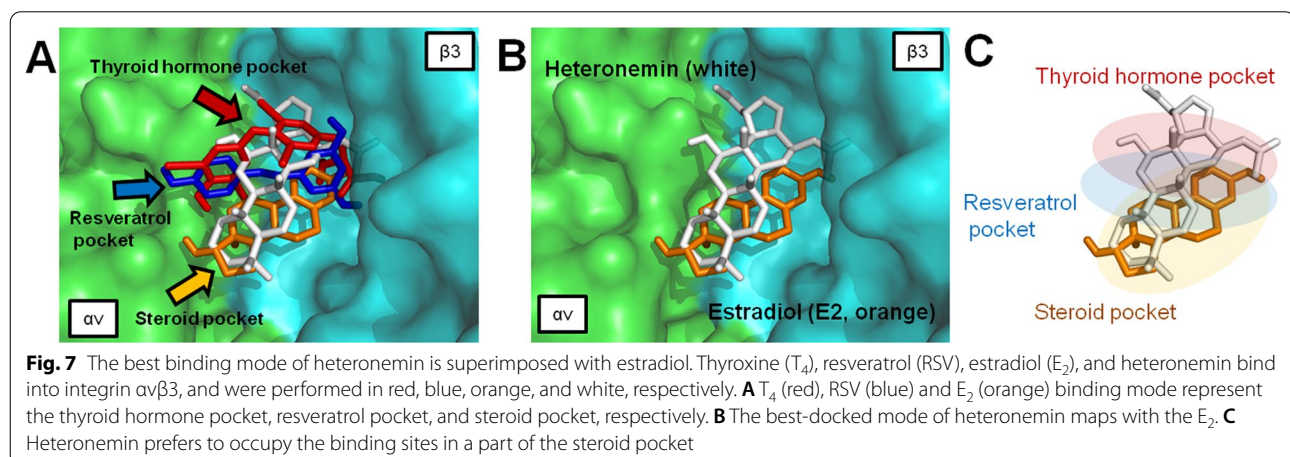 A
β3
Thyroid hormone pocket
Resveratrol
pocket
αv
Steroid pocket
B
β3
Heteronemin (white)
αv
Estradiol (E2, orange)
C
Thyroid hormone pocket
Resveratrol
pocket
Steroid pocket
Fig. 7 The best binding mode of heteronemin is superimposed with estradiol. Thyroxine (T₄), resveratrol (RSV), estradiol (E₂), and heteronemin bind
into integrin αvβ3, and were performed in red, blue, orange, and white, respectively. A T₄ (red), RSV (blue) and E₂ (orange) binding mode represent
the thyroid hormone pocket, resveratrol pocket, and steroid pocket, respectively. B The best-docked mode of heteronemin maps with the E₂. C
Heteronemin prefers to occupy the binding sites in a part of the steroid pocket